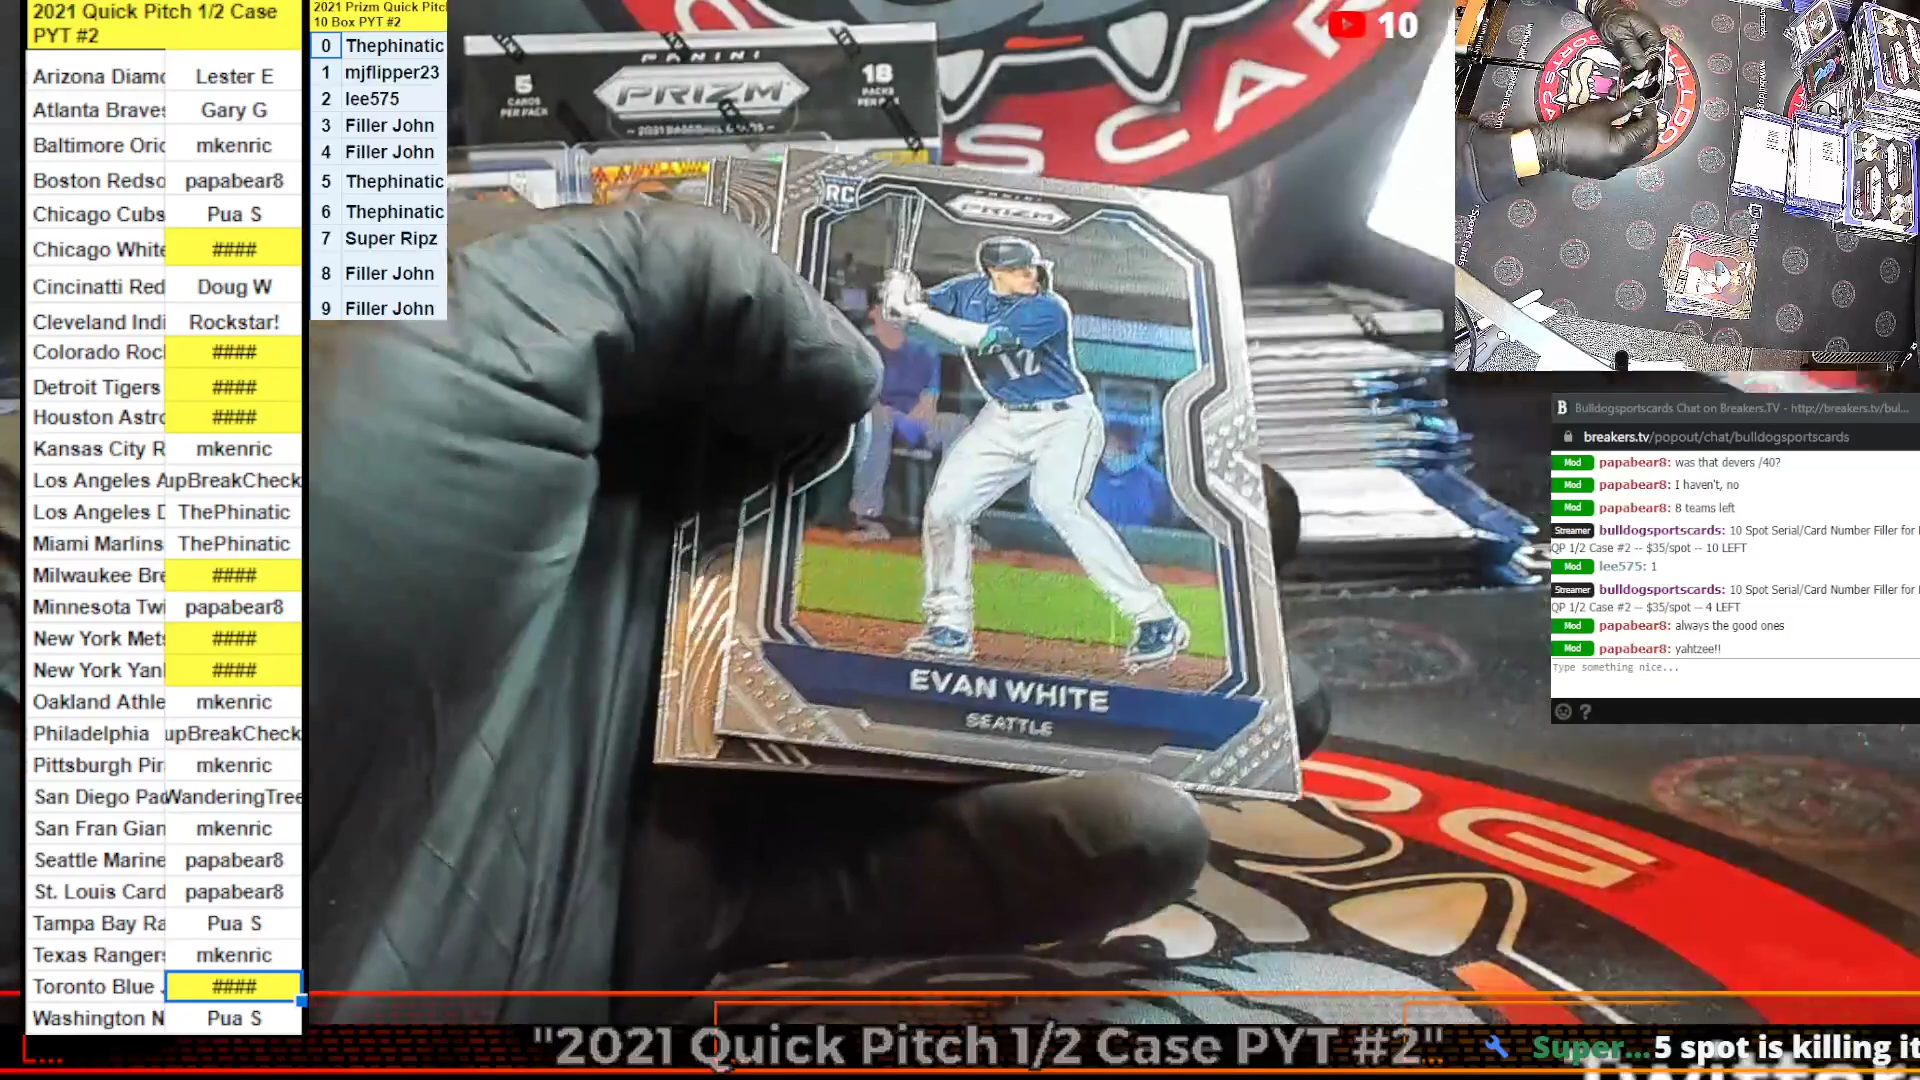 2021 Quick Pitch 1/2 Case
PYT #2
Arizona Diamo Lester E
Atlanta Braves Gary G
Baltimore Orio mkenric
Boston Redso papabear8
Chicago Cubs Pua S
Chicago White ####
Cincinatti Red Doug W
Cleveland Indi Rockstar!
Colorado Roc ####
Detroit Tigers ####
Houston Astro ####
Kansas City R mkenric
Los Angeles A upBreakCheck
Los Angeles D ThePhinatic
Miami Marlins ThePhinatic
Milwaukee Bre ####
Minnesota Twi papabear8
New York Mets ####
New York Yan ####
Oakland Athle mkenric
Philadelphia upBreakCheck
Pittsburgh Pir mkenric
San Diego Pad WanderingTree
San Fran Gian mkenric
Seattle Marine papabear8
St. Louis Card papabear8
Tampa Bay Ra Pua S
Texas Rangers mkenric
Toronto Blue ####
Washington N Pua S
2021 Prizm Quick Pitc
10 Box PYT #2
0 Thephinatic
1 mjflipper23
2 lee575
3 Filler John
4 Filler John
5 Thephinatic
6 Thephinatic
7 Super Ripz
8 Filler John
9 Filler John
PANINI
PRIZM
5
CARDS
PER PACK
18
PACKS
PER
S CAR
10
RC
PANINI
PRIZM
12
EVAN WHITE
SEATTLE
Bulldogsportscards Chat on Breakers.TV - http://breakers.tv/bul...
breakers.tv/popout/chat/bulldogsportscards
Mod papabear8: was that devers /40?
Mod papabear8: I haven't, no
Mod papabear8: 8 teams left
Streamer bulldogsportscards: 10 Spot Serial/Card Number Filler for
QP 1/2 Case #2 -- $35/spot -- 10 LEFT
Mod lee575: 1
Streamer bulldogsportscards: 10 Spot Serial/Card Number Filler for
QP 1/2 Case #2 -- $35/spot -- 4 LEFT
Mod papabear8: always the good ones
Mod papabear8: yahtzee!!
Type something nice...
"2021 Quick Pitch 1/2 Case PYT #2"
L...
Super... 5 spot is killing it